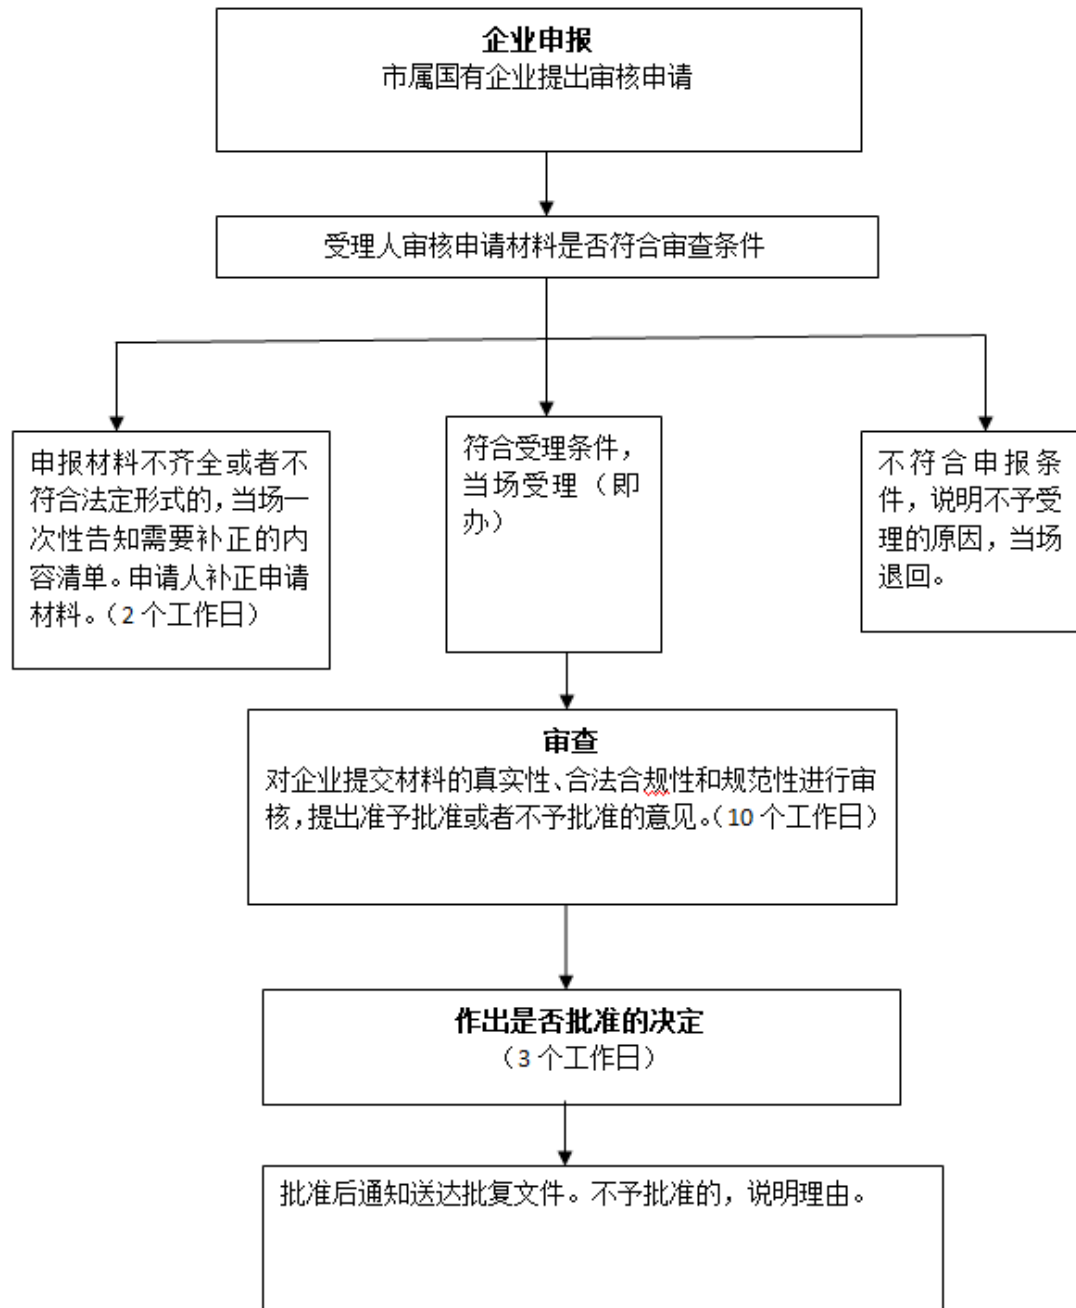 企业申报
市属国有企业提出审核申请
受理人审核申请材料是否符合审查条件
申报材料不齐全或者不
符合法定形式的，当场一
次性告知需要补正的内
容清单。申请人补正申请
材料。（2 个工作日）
符合受理条件，
当场受理（即
办）
不符合申报条
件，说明不予受
理的原因，当场
退回。
审查
对企业提交材料的真实性、合法合规性和规范性进行审
核，提出准予批准或者不予批准的意见。（10 个工作日）
作出是否批准的决定
（3 个工作日）
批准后通知送达批复文件。不予批准的，说明理由。